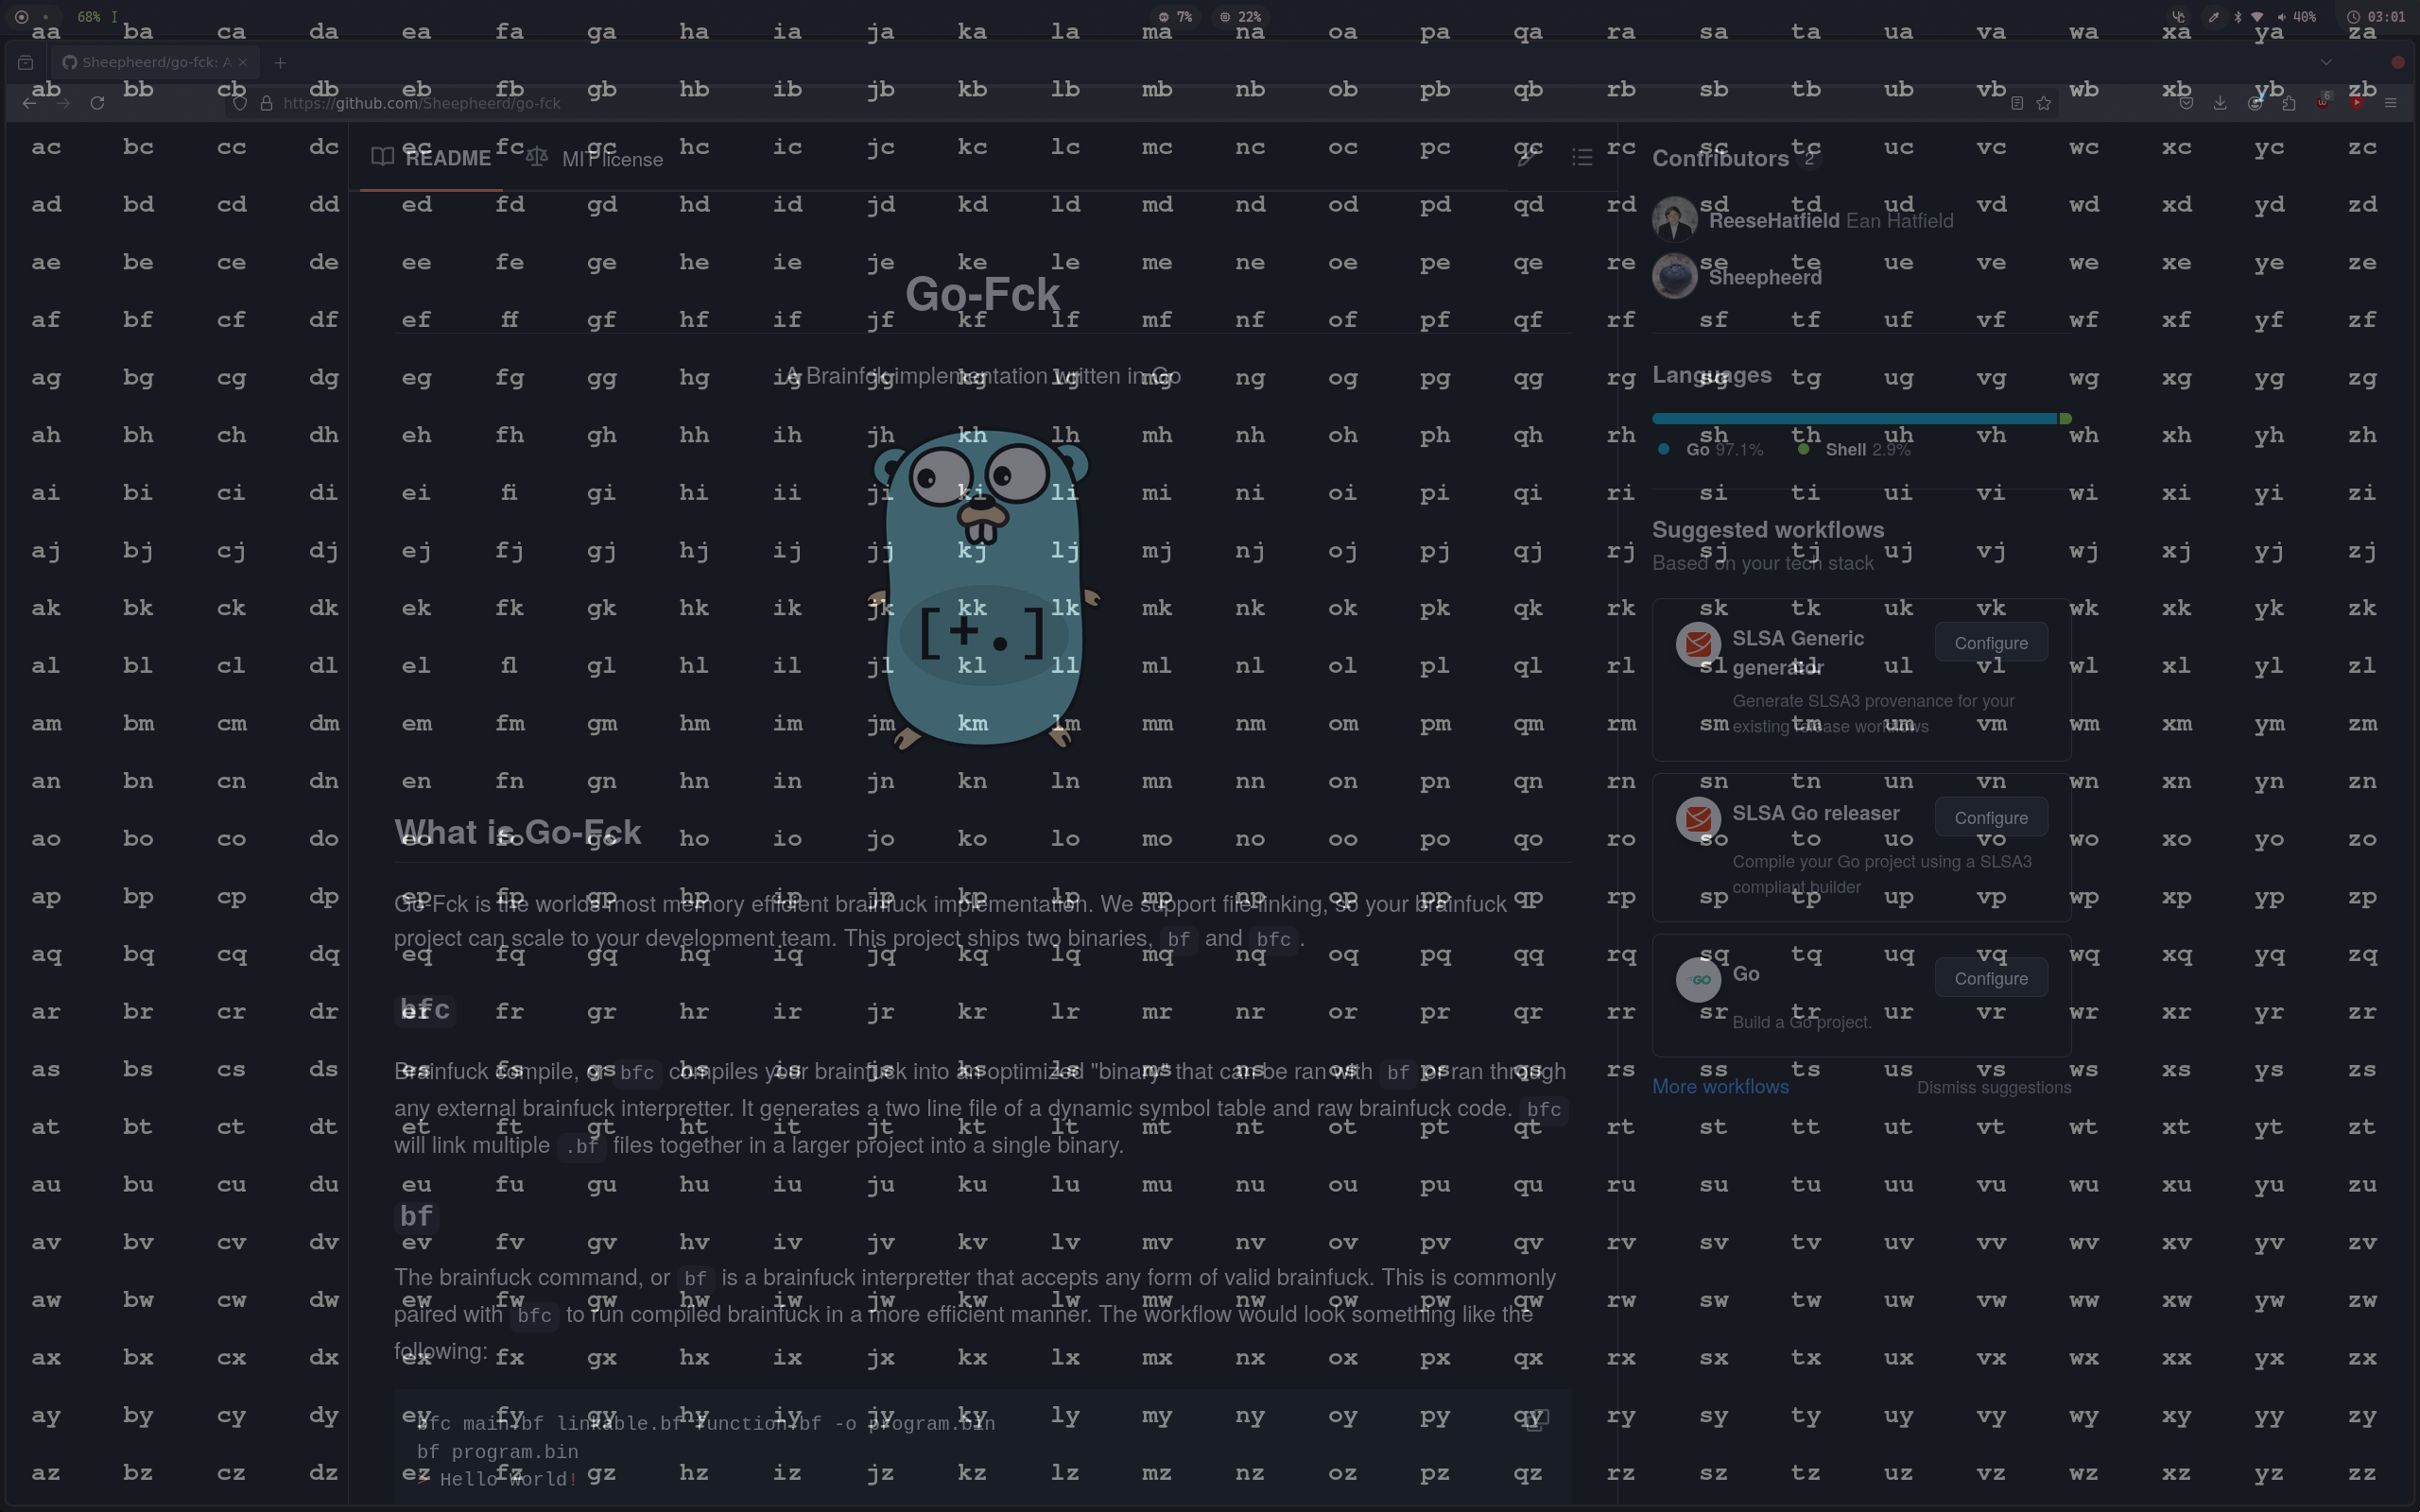 68%
7% 22%
40% 03:01
aa ba ca da ea fa ga ha ia ja ka la ma na oa pa qa ra sa ta ua va wa xa ya za
Sheepheerd/go-fck: A
ab bb cb db eb fb gb hb ib jb kb lb mb nb ob pb qb rb sb tb ub vb wb xb yb zb
https://github.com/Sheepheerd/go-fck
6
ac bc cc dc ec fc gc hc ic jc kc lc mc nc oc pc qc rc sc tc uc vc wc xc yc zc
README MIT license
Contributors 2
ad bd cd dd ed fd gd hd id jd kd ld md nd od pd qd rd sd td ud vd wd xd yd zd
ReeseHatfield Ean Hatfield
ae be ce de ee fe ge he ie je ke le me ne oe pe qe re se te ue ve we xe ye ze
Sheepheerd
Go-Fck
af bf cf df ef ff gf hf if jf kf lf mf nf of pf qf rf sf tf uf vf wf xf yf zf
A Brainfck implementation written in Go
Languages
ag bg cg dg eg fg gg hg ig jg kg lg mg ng og pg qg rg sg tg ug vg wg xg yg zg
ah bh ch dh eh fh gh hh ih jh kh lh mh nh oh ph qh rh sh th uh vh wh xh yh zh
Go 97.1% Shell 2.9%
ai bi ci di ei fi gi hi ii ji ki li mi ni oi pi qi ri si ti ui vi wi xi yi zi
Suggested workflows
aj bj cj dj ej fj gj hj ij jj kj lj mj nj oj pj qj rj sj tj uj vj wj xj yj zj
Based on your tech stack
ak bk ck dk ek fk gk hk ik jk kk lk mk nk ok pk qk rk sk tk uk vk wk xk yk zk
[+.]
SLSA Generic
generator
Configure
al bl cl dl el fl gl hl il jl kl ll ml nl ol pl ql rl sl tl ul vl wl xl yl zl
Generate SLSA3 provenance for your
existing release workflows
am bm cm dm em fm gm hm im jm km lm mm nm om pm qm rm sm tm um vm wm xm ym zm
an bn cn dn en fn gn hn in jn kn ln mn nn on pn qn rn sn tn un vn wn xn yn zn
SLSA Go releaser
Configure
What is Go-Fck
ao bo co do eo fo go ho io jo ko lo mo no oo po qo ro so to uo vo wo xo yo zo
Compile your Go project using a SLSA3
compliant builder
ap bp cp dp ep fp gp hp ip jp kp lp mp np op pp qp rp sp tp up vp wp xp yp zp
Go-Fck is the worlds most memory effident brainfuck implementation. We support file linking, so your brainfuck
project can scale to your development team. This project ships two binaries, bf and bfc.
aq bq cq dq eq fq gq hq iq jq kq lq mq nq oq pq qq rq sq tq uq vq wq xq yq zq
GO Go
Configure
bfc
ar br cr dr er fr gr hr ir jr kr lr mr nr or pr qr rr sr tr ur vr wr xr yr zr
Build a Go project.
as bs cs ds es fs gs hs is js ks ls ms ns os ps qs rs ss ts us vs ws xs ys zs
Brainfuck compile, or bfc compiles your brainfuck into an optimized "binary" that can be ran with bf or ran through
any external brainfuck interpretter. It generates a two line file of a dynamic symbol table and raw brainfuck code. bfc
will link multiple .bf files together in a larger project into a single binary.
More workflows Dismiss suggestions
at bt ct dt et ft gt ht it jt kt lt mt nt ot pt qt rt st tt ut vt wt xt yt zt
au bu cu du eu fu gu hu iu ju ku lu mu nu ou pu qu ru su tu uu vu wu xu yu zu
bf
av bv cv dv ev fv gv hv iv jv kv lv mv nv ov pv qv rv sv tv uv vv wv xv yv zv
The brainfuck command, or bf is a brainfuck interpretter that accepts any form of valid brainfuck. This is commonly
paired with bfc to run compiled brainfuck in a more efficient manner. The workflow would look something like the
following:
aw bw cw dw ew fw gw hw iw jw kw lw mw nw ow pw qw rw sw tw uw vw ww xw yw zw
ax bx cx dx ex fx gx hx ix jx kx lx mx nx ox px qx rx sx tx ux vx wx xx yx zx
ay by cy dy ey fy gy hy iy jy ky ly my ny oy py qy ry sy ty uy vy wy xy yy zy
bfc main.bf linkable.bf function.bf -o program.bin
bf program.bin
> Hello World!
az bz cz dz ez fz gz hz iz jz kz lz mz nz oz pz qz rz sz tz uz vz wz xz yz zz